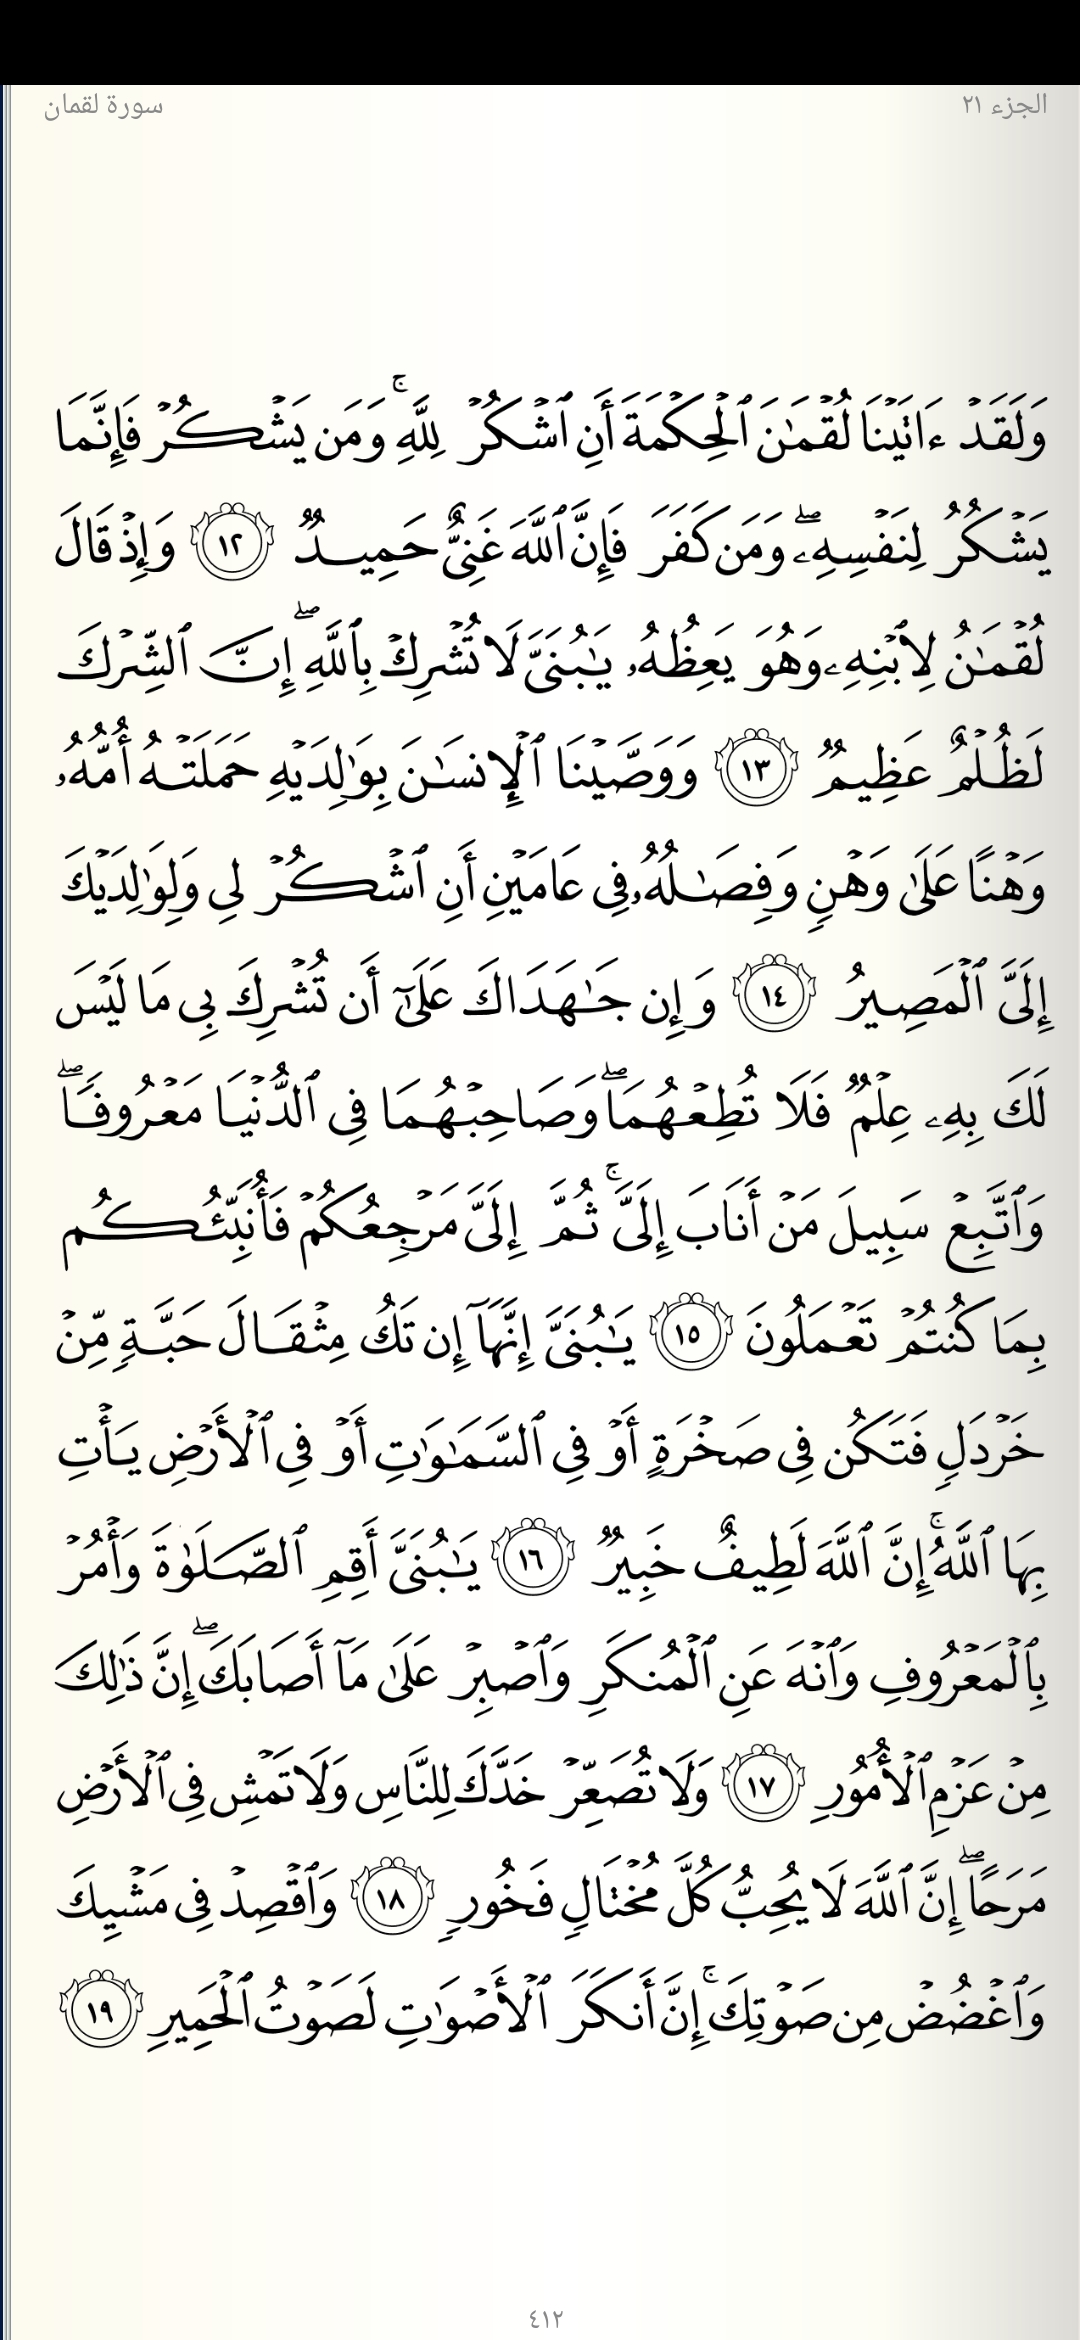 الجزء ٢١
سورة لقمان
وَلَقَدْ ءَاتَيْنَا لُقْمَٰنَ ٱلْحِكْمَةَ أَنِ ٱشْكُرْ لِلَّهِ ۚ وَمَن يَشْكُرْ فَإِنَّمَا
يَشْكُرُ لِنَفْسِهِۦ ۖ وَمَن كَفَرَ فَإِنَّ ٱللَّهَ غَنِىٌّ حَمِيدٌ ١٢ وَإِذْ قَالَ
لُقْمَٰنُ لِٱبْنِهِۦ وَهُوَ يَعِظُهُۥ يَٰبُنَىَّ لَا تُشْرِكْ بِٱللَّهِ ۖ إِنَّ ٱلشِّرْكَ
لَظُلْمٌ عَظِيمٌ ١٣ وَوَصَّيْنَا ٱلْإِنسَٰنَ بِوَٰلِدَيْهِ حَمَلَتْهُ أُمُّهُۥ
وَهْنًا عَلَىٰ وَهْنٍ وَفِصَٰلُهُۥ فِى عَامَيْنِ أَنِ ٱشْكُرْ لِى وَلِوَٰلِدَيْكَ
إِلَىَّ ٱلْمَصِيرُ ١٤ وَإِن جَٰهَدَاكَ عَلَىٰٓ أَن تُشْرِكَ بِى مَا لَيْسَ
لَكَ بِهِۦ عِلْمٌ فَلَا تُطِعْهُمَا ۖ وَصَاحِبْهُمَا فِى ٱلدُّنْيَا مَعْرُوفًا ۖ
وَٱتَّبِعْ سَبِيلَ مَنْ أَنَابَ إِلَىَّ ۚ ثُمَّ إِلَىَّ مَرْجِعُكُمْ فَأُنَبِّئُكُم
بِمَا كُنتُمْ تَعْمَلُونَ ١٥ يَٰبُنَىَّ إِنَّهَآ إِن تَكُ مِثْقَالَ حَبَّةٍ مِّنْ
خَرْدَلٍ فَتَكُن فِى صَخْرَةٍ أَوْ فِى ٱلسَّمَٰوَٰتِ أَوْ فِى ٱلْأَرْضِ يَأْتِ
بِهَا ٱللَّهُ ۚ إِنَّ ٱللَّهَ لَطِيفٌ خَبِيرٌ ١٦ يَٰبُنَىَّ أَقِمِ ٱلصَّلَوٰةَ وَأْمُرْ
بِٱلْمَعْرُوفِ وَٱنْهَ عَنِ ٱلْمُنكَرِ وَٱصْبِرْ عَلَىٰ مَآ أَصَابَكَ ۖ إِنَّ ذَٰلِكَ
مِنْ عَزْمِ ٱلْأُمُورِ ١٧ وَلَا تُصَعِّرْ خَدَّكَ لِلنَّاسِ وَلَا تَمْشِ فِى ٱلْأَرْضِ
مَرَحًا ۖ إِنَّ ٱللَّهَ لَا يُحِبُّ كُلَّ مُخْتَالٍ فَخُورٍ ١٨ وَٱقْصِدْ فِى مَشْيِكَ
وَٱغْضُضْ مِن صَوْتِكَ ۚ إِنَّ أَنكَرَ ٱلْأَصْوَٰتِ لَصَوْتُ ٱلْحَمِيرِ ١٩
٤١٢